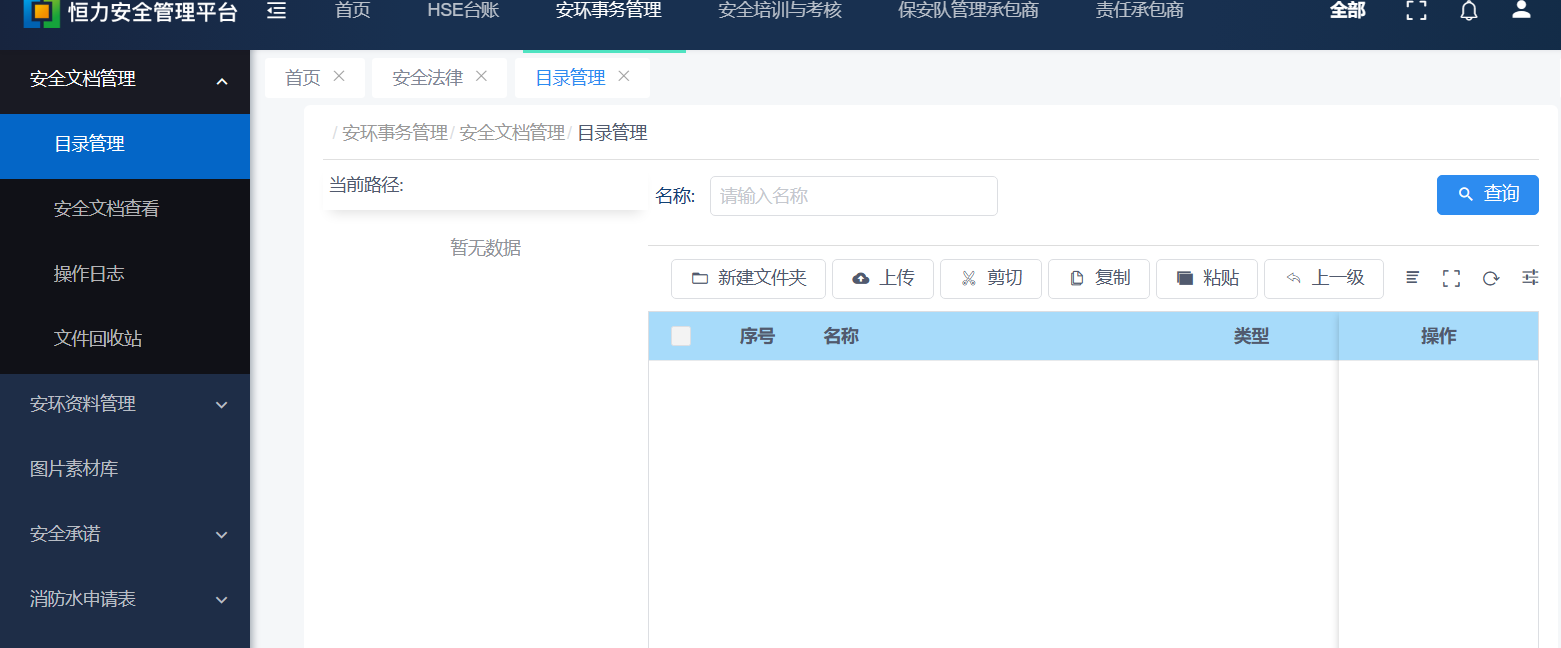 恒力安全管理平台 首页 HSE台账 安环事务管理 安全培训与考核 保安队管理承包商 责任承包商 全部
安全文档管理
目录管理
安全文档查看
操作日志
文件回收站
安环资料管理
图片素材库
安全承诺
消防水申请表
首页 安全法律 目录管理
/ 安环事务管理 / 安全文档管理 / 目录管理
当前路径:
暂无数据
名称: 请输入名称 查询
新建文件夹 上传 剪切 复制 粘贴 上一级
序号 名称 类型 操作